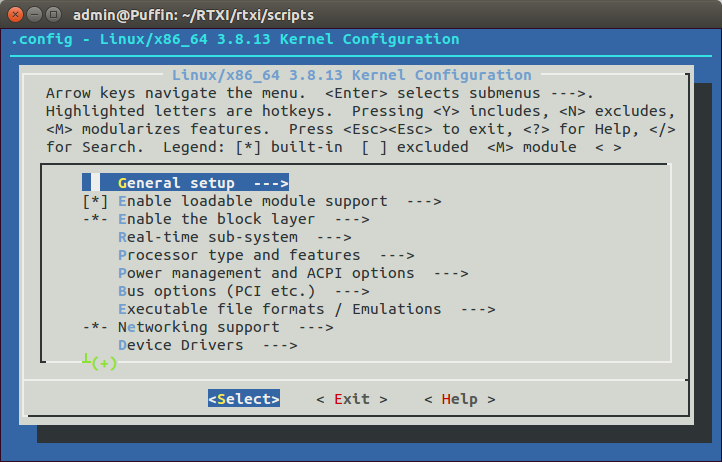 admin@Puffin: ~/RTXI/rtxi/scripts
.config - Linux/x86_64 3.8.13 Kernel Configuration
Linux/x86_64 3.8.13 Kernel Configuration
Arrow keys navigate the menu.  <Enter> selects submenus --->.
Highlighted letters are hotkeys.  Pressing <Y> includes, <N> excludes,
<M> modularizes features.  Press <Esc><Esc> to exit, <?> for Help, </>
for Search.  Legend: [*] built-in  [ ] excluded  <M> module  < >
General setup  --->
[*] Enable loadable module support  --->
-*- Enable the block layer  --->
Real-time sub-system  --->
Processor type and features  --->
Power management and ACPI options  --->
Bus options (PCI etc.)  --->
Executable file formats / Emulations  --->
-*- Networking support  --->
Device Drivers  --->
┴(+)
<Select>    < Exit >    < Help >